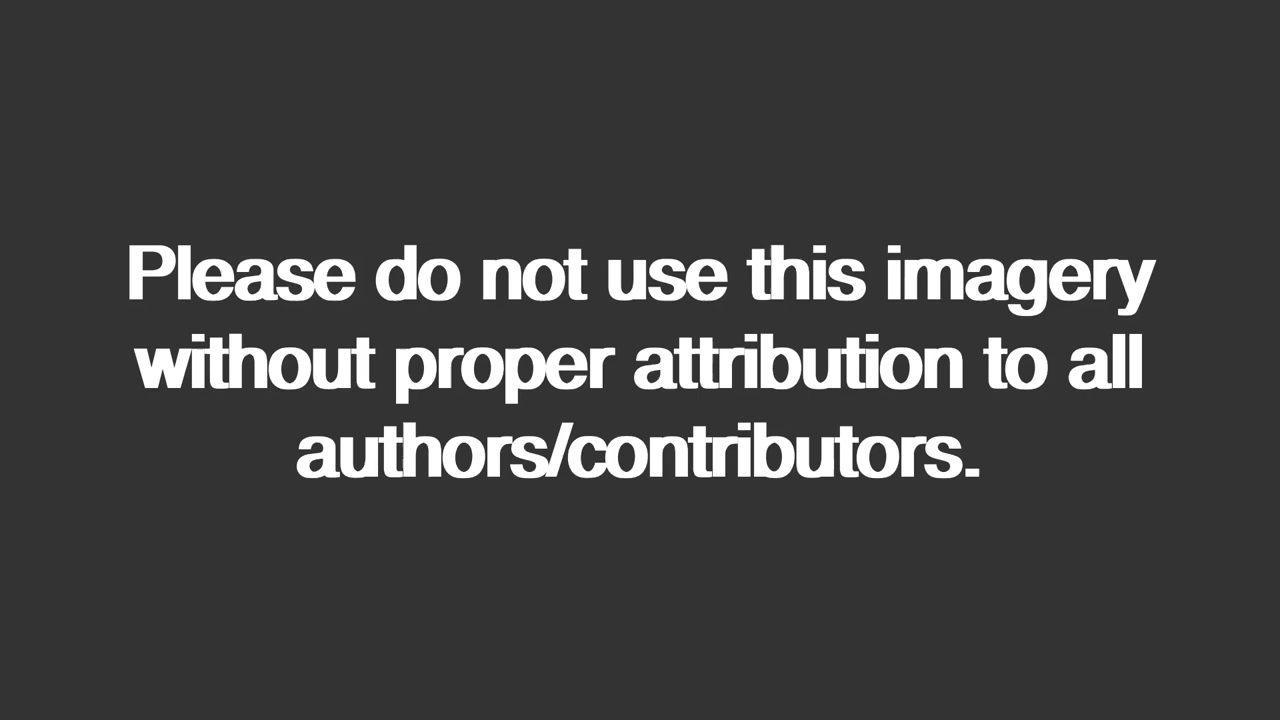 Please do not use this imagery
without proper attribution to all
authors/contributors.